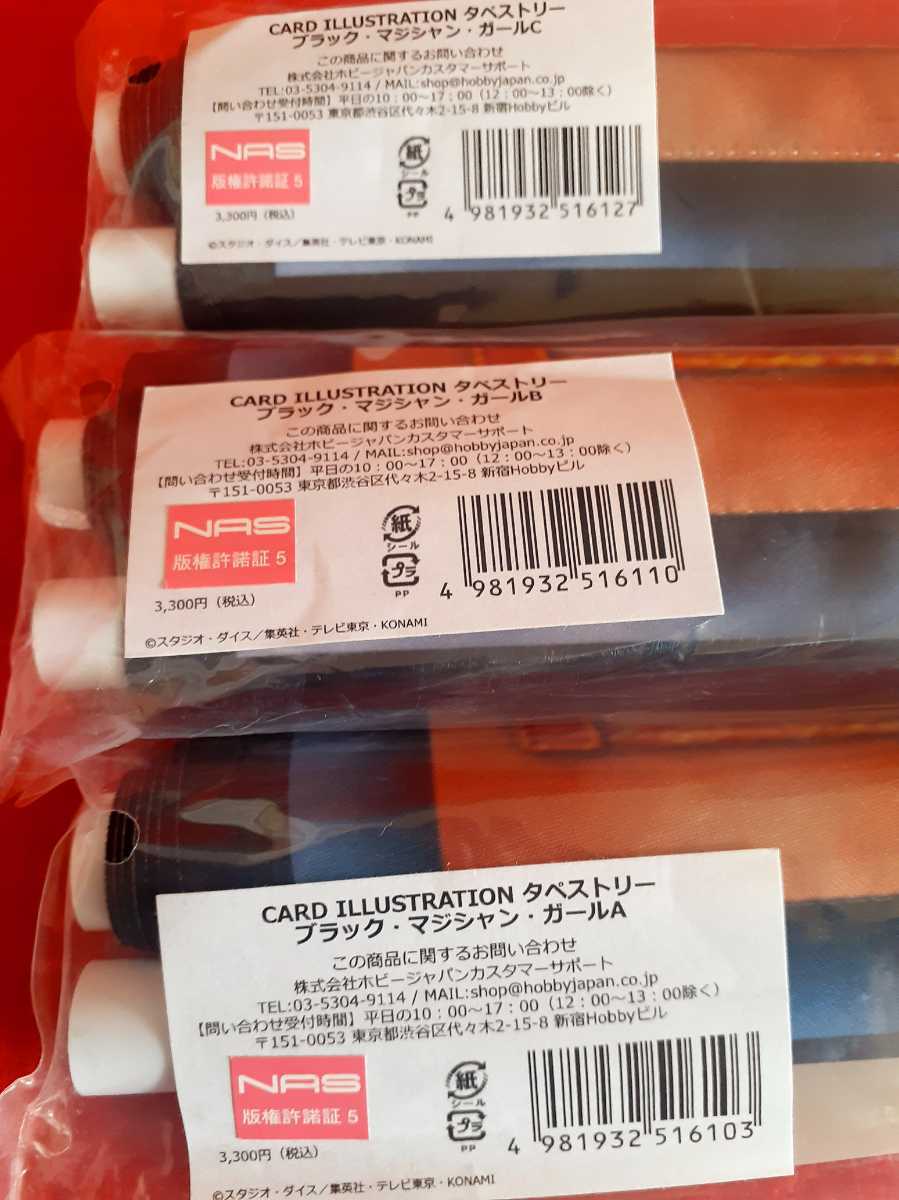 CARD ILLUSTRATION タペストリー
ブラック・マジシャン・ガールC
この商品に関するお問い合わせ
株式会社ホビージャパンカスタマーサポート
TEL:03-5304-9114 / MAIL:shop@hobbyjapan.co.jp
【問い合わせ受付時間】平日の10：00～17：00（12：00～13：00除く）
〒151-0053 東京都渋谷区代々木2-15-8 新宿Hobbyビル
NAS
版権許諾証 5
紙
シール
プラ
PP
3,300円（税込）
4 981932 516127
©スタジオ・ダイス／集英社・テレビ東京・KONAMI
CARD ILLUSTRATION タペストリー
ブラック・マジシャン・ガールB
この商品に関するお問い合わせ
株式会社ホビージャパンカスタマーサポート
TEL:03-5304-9114 / MAIL:shop@hobbyjapan.co.jp
【問い合わせ受付時間】平日の10：00～17：00（12：00～13：00除く）
〒151-0053 東京都渋谷区代々木2-15-8 新宿Hobbyビル
NAS
版権許諾証 5
紙
シール
プラ
PP
3,300円（税込）
4 981932 516110
©スタジオ・ダイス／集英社・テレビ東京・KONAMI
CARD ILLUSTRATION タペストリー
ブラック・マジシャン・ガールA
この商品に関するお問い合わせ
株式会社ホビージャパンカスタマーサポート
TEL:03-5304-9114 / MAIL:shop@hobbyjapan.co.jp
【問い合わせ受付時間】平日の10：00～17：00（12：00～13：00除く）
〒151-0053 東京都渋谷区代々木2-15-8 新宿Hobbyビル
NAS
版権許諾証 5
紙
シール
プラ
PP
3,300円（税込）
4 981932 516103
©スタジオ・ダイス／集英社・テレビ東京・KONAMI